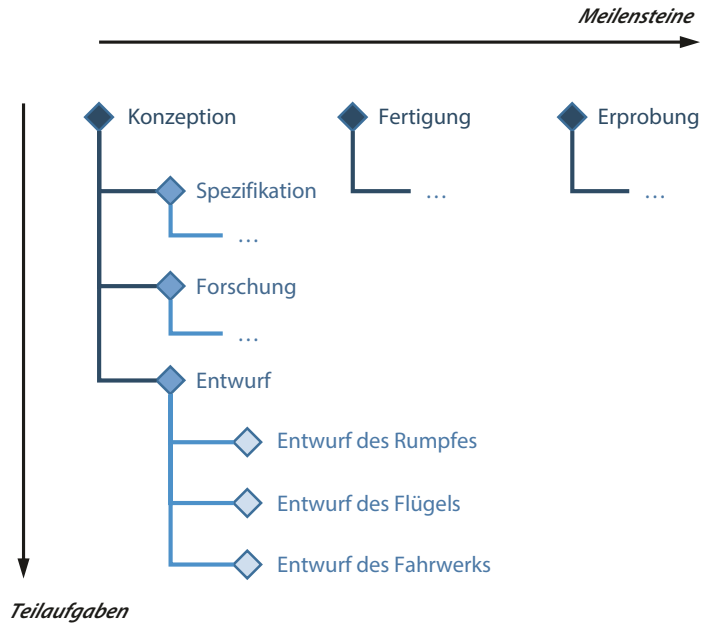 Meilensteine
Konzeption
Fertigung
Erprobung
Spezifikation
…
…
…
Forschung
…
Entwurf
Entwurf des Rumpfes
Entwurf des Flügels
Entwurf des Fahrwerks
Teilaufgaben